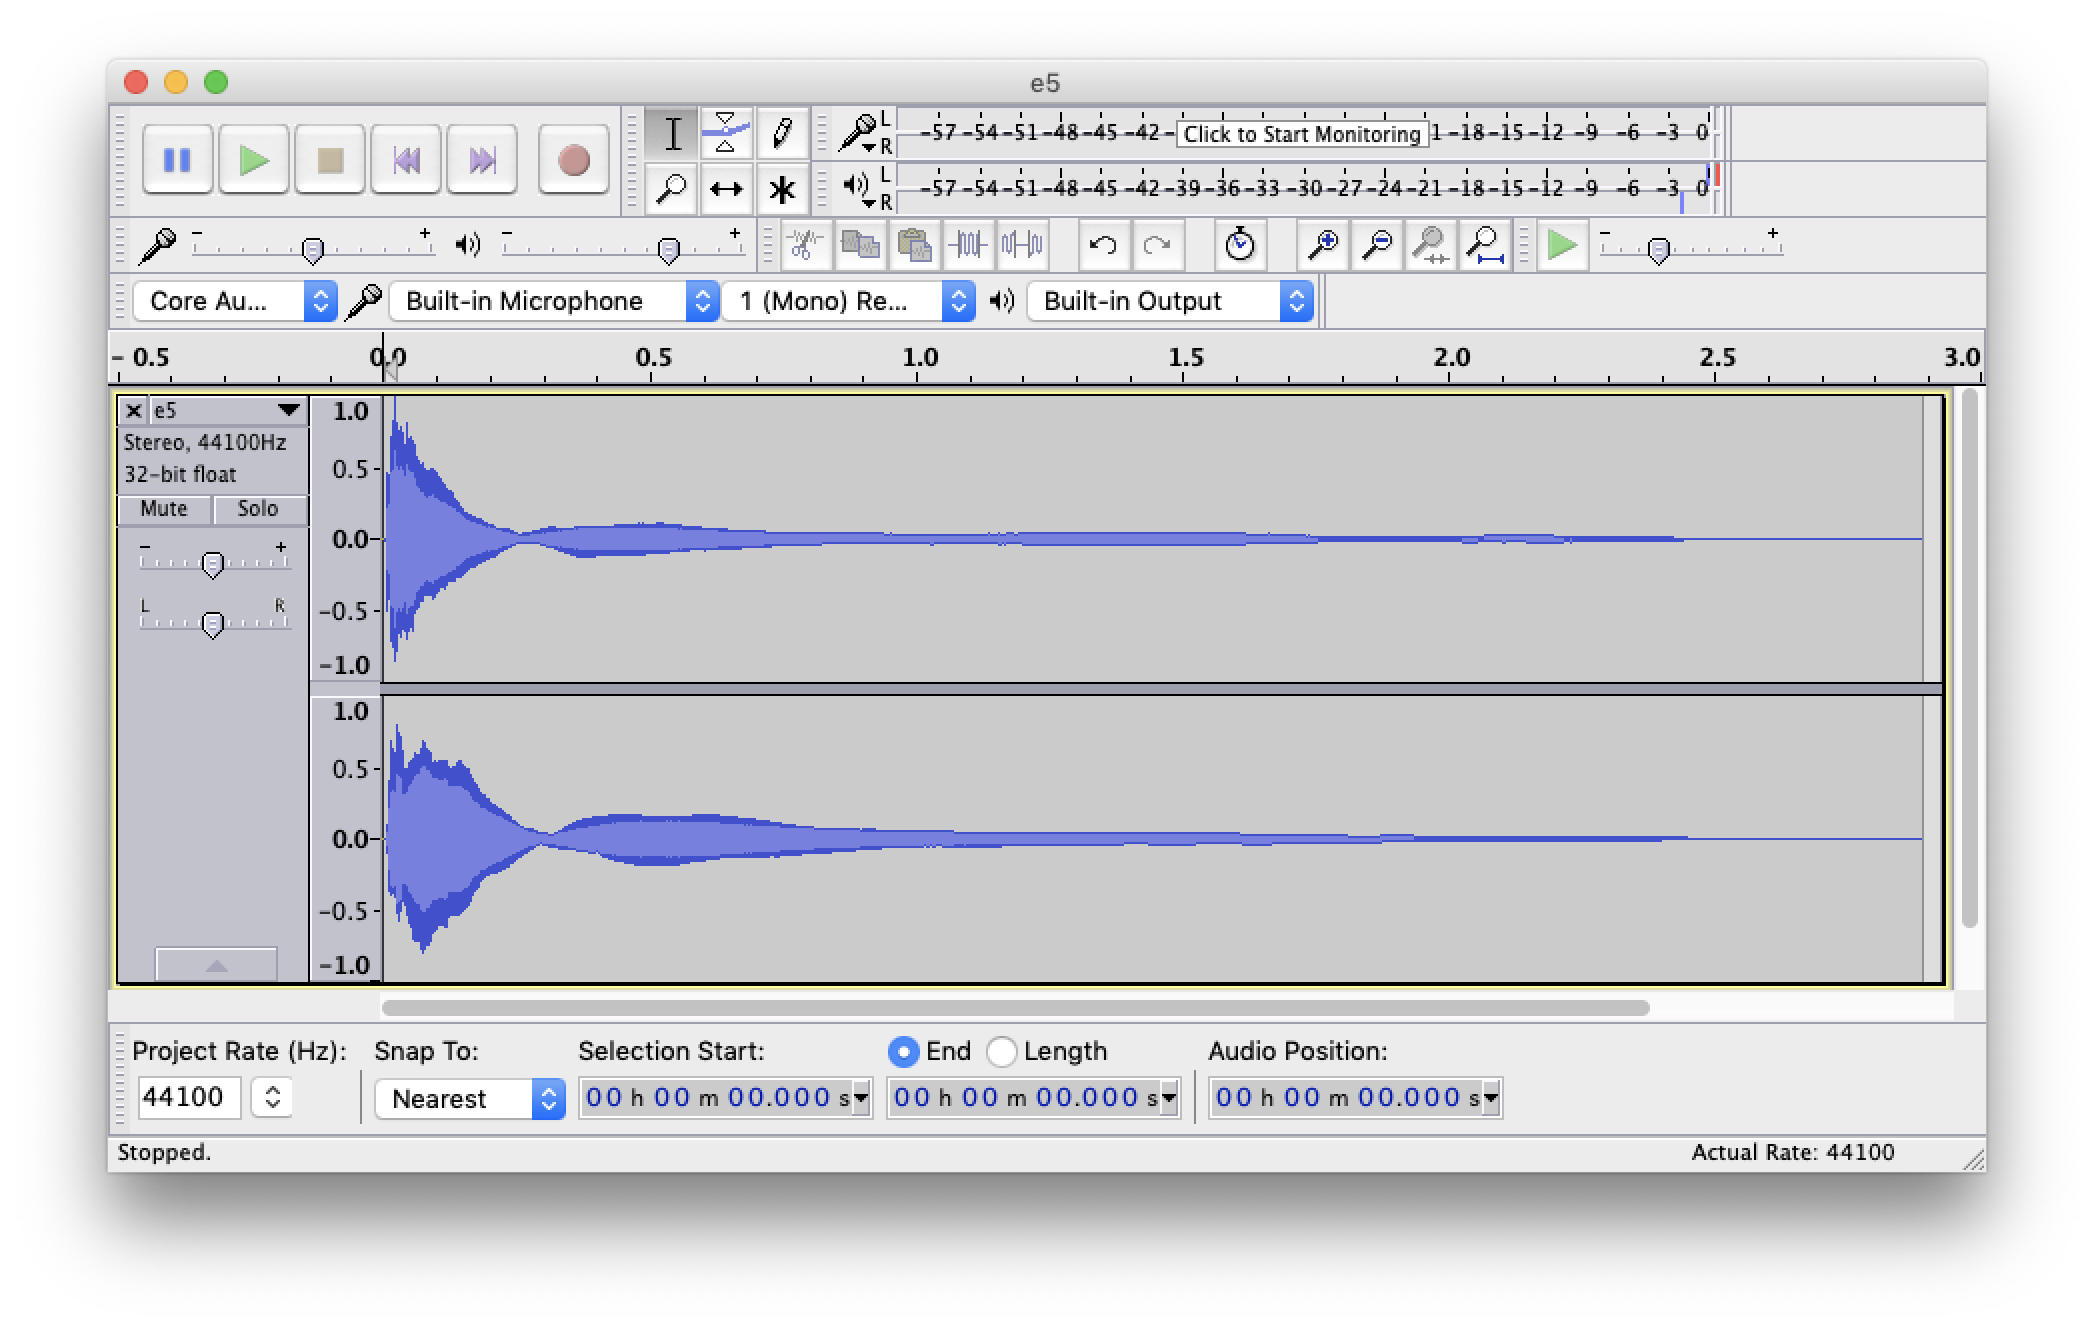 e5
L
R
-57 -54 -51 -48 -45 -42 - Click to Start Monitoring 1 -18 -15 -12 -9 -6 -3 0
L
R
-57 -54 -51 -48 -45 -42 -39 -36 -33 -30 -27 -24 -21 -18 -15 -12 -9 -6 -3 0
- + - + - +
Core Au... Built-in Microphone 1 (Mono) Re... Built-in Output
- 0.5 0.0 0.5 1.0 1.5 2.0 2.5 3.0
e5
Stereo, 44100Hz
32-bit float
Mute Solo
- +
L R
1.0
0.5-
0.0-
-0.5-
-1.0
1.0
0.5-
0.0-
-0.5-
-1.0
Project Rate (Hz): Snap To: Selection Start: End Length Audio Position:
44100 Nearest 00 h 00 m 00.000 s 00 h 00 m 00.000 s 00 h 00 m 00.000 s
Stopped. Actual Rate: 44100